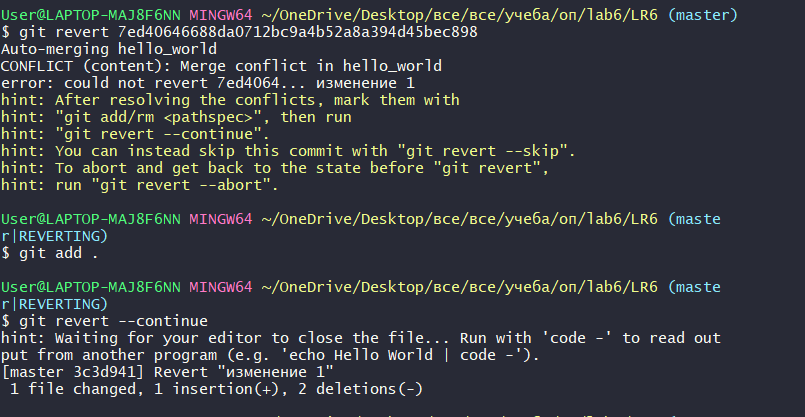 User@LAPTOP-MAJ8F6NN MINGW64 ~/OneDrive/Desktop/все/все/учеба/оп/lab6/LR6 (master)
$ git revert 7ed40646688da0712bc9a4b52a8a394d45bec898
Auto-merging hello_world
CONFLICT (content): Merge conflict in hello_world
error: could not revert 7ed4064... изменение 1
hint: After resolving the conflicts, mark them with
hint: "git add/rm <pathspec>", then run
hint: "git revert --continue".
hint: You can instead skip this commit with "git revert --skip".
hint: To abort and get back to the state before "git revert",
hint: run "git revert --abort".
User@LAPTOP-MAJ8F6NN MINGW64 ~/OneDrive/Desktop/все/все/учеба/оп/lab6/LR6 (maste
r|REVERTING)
$ git add .
User@LAPTOP-MAJ8F6NN MINGW64 ~/OneDrive/Desktop/все/все/учеба/оп/lab6/LR6 (maste
r|REVERTING)
$ git revert --continue
hint: Waiting for your editor to close the file... Run with 'code -' to read out
put from another program (e.g. 'echo Hello World | code -').
[master 3c3d941] Revert "изменение 1"
 1 file changed, 1 insertion(+), 2 deletions(-)